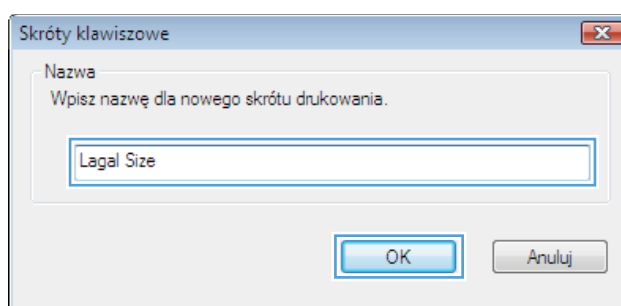 Skróty klawiszowe
Nazwa
Wpisz nazwę dla nowego skrótu drukowania.
Lagal Size
OK
Anuluj